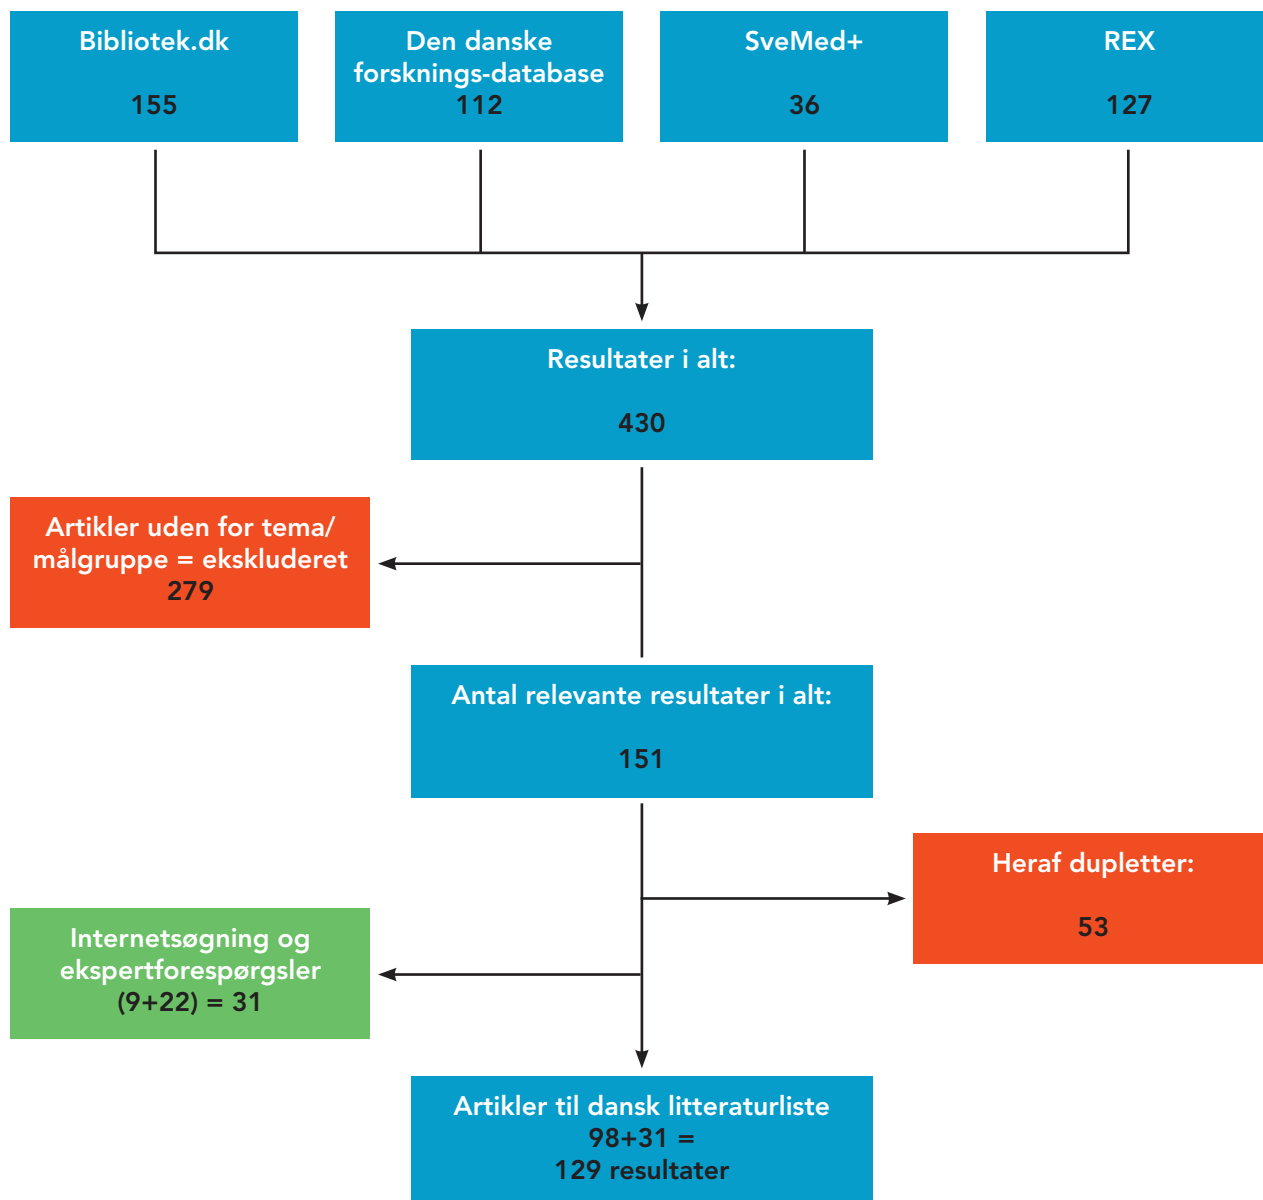 Bibliotek.dk
155
Den danske
forsknings-database
112
SveMed+
36
REX
127
Resultater i alt:
430
Artikler uden for tema/
målgruppe = ekskluderet
279
Antal relevante resultater i alt:
151
Heraf dupletter:
53
Internetsøgning og
ekspertforespørgsler
(9+22) = 31
Artikler til dansk litteraturliste
98+31 =
129 resultater